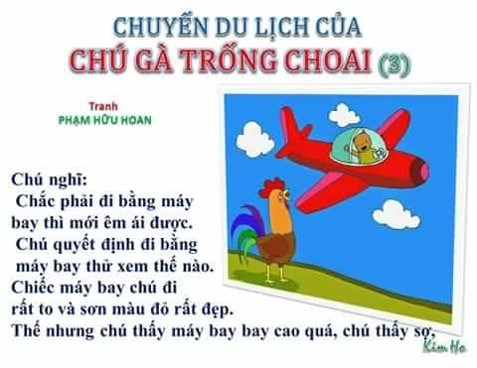 CHUYẾN DU LỊCH CỦA
CHÚ GÀ TRỐNG CHOAI (3)
Tranh
PHẠM HỮU HOAN
Chú nghĩ:
Chắc phải đi bằng máy
bay thì mới êm ái được.
Chú quyết định đi bằng
máy bay thử xem thế nào.
Chiếc máy bay chú đi
rất to và sơn màu đỏ rất đẹp.
Thế nhưng chú thấy máy bay bay cao quá, chú thấy sợ,
Kim Ho